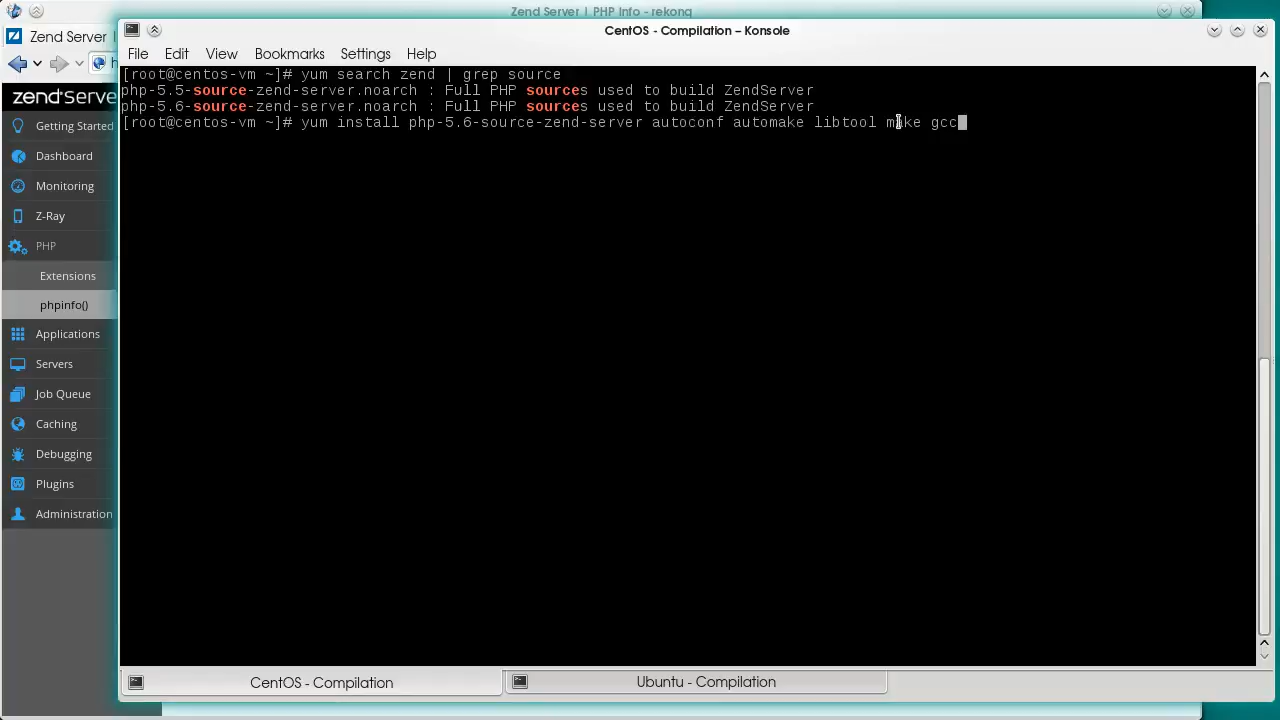 Zend Server | PHP Info - rekonq
CentOS - Compilation – Konsole
Zend Server |
File Edit View Bookmarks Settings Help
[root@centos-vm ~]# yum search zend | grep source
php-5.5-source-zend-server.noarch : Full PHP sources used to build ZendServer
php-5.6-source-zend-server.noarch : Full PHP sources used to build ZendServer
[root@centos-vm ~]# yum install php-5.6-source-zend-server autoconf automake libtool make gcc
zend Serve
Getting Started
Dashboard
Monitoring
Z-Ray
PHP
Extensions
phpinfo()
Applications
Servers
Job Queue
Caching
Debugging
Plugins
Administration
CentOS - Compilation
Ubuntu - Compilation